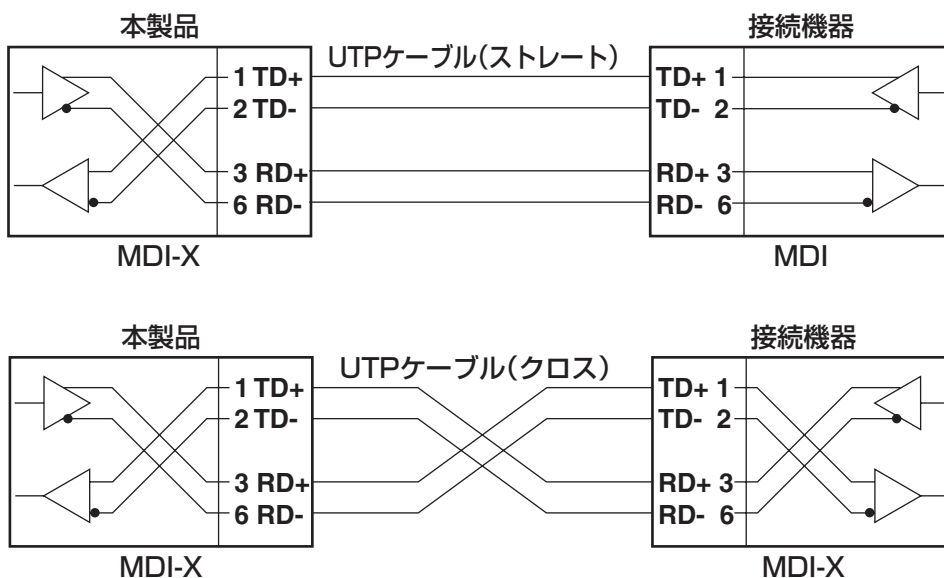 本製品
UTPケーブル(ストレート)
接続機器
1 TD+
2 TD-
3 RD+
6 RD-
TD+ 1
TD- 2
RD+ 3
RD- 6
MDI-X
MDI
本製品
UTPケーブル(クロス)
接続機器
1 TD+
2 TD-
3 RD+
6 RD-
TD+ 1
TD- 2
RD+ 3
RD- 6
MDI-X
MDI-X